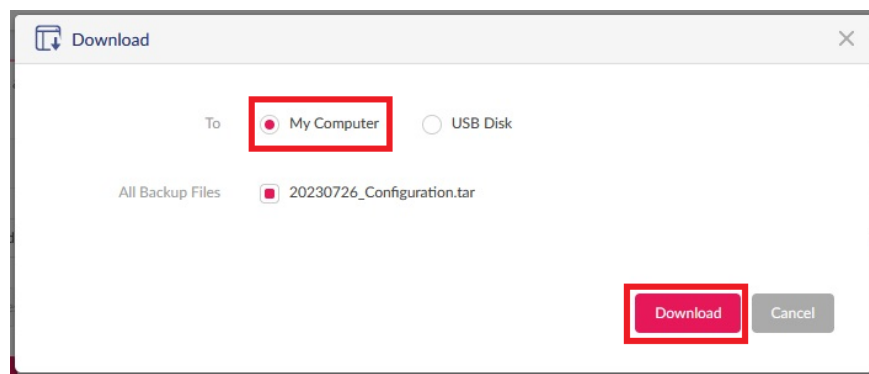 Download
To My Computer USB Disk
All Backup Files 20230726_Configuration.tar
Download Cancel